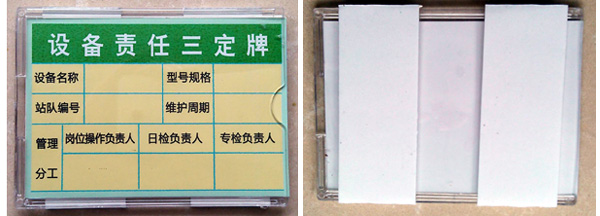 设备责任三定牌
设备名称 型号规格
站队编号 维护周期
管理 岗位操作负责人 日检负责人 专检负责人
分工